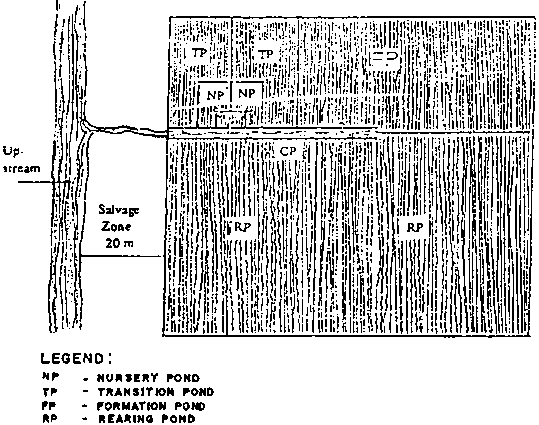 TP TP
NP NP
CP
Up-
stream
Salvage
Zone
20 m
RP RP
LEGEND:
NP - NURSERY POND
TP - TRANSITION POND
FP - FORMATION POND
RP - REARING POND